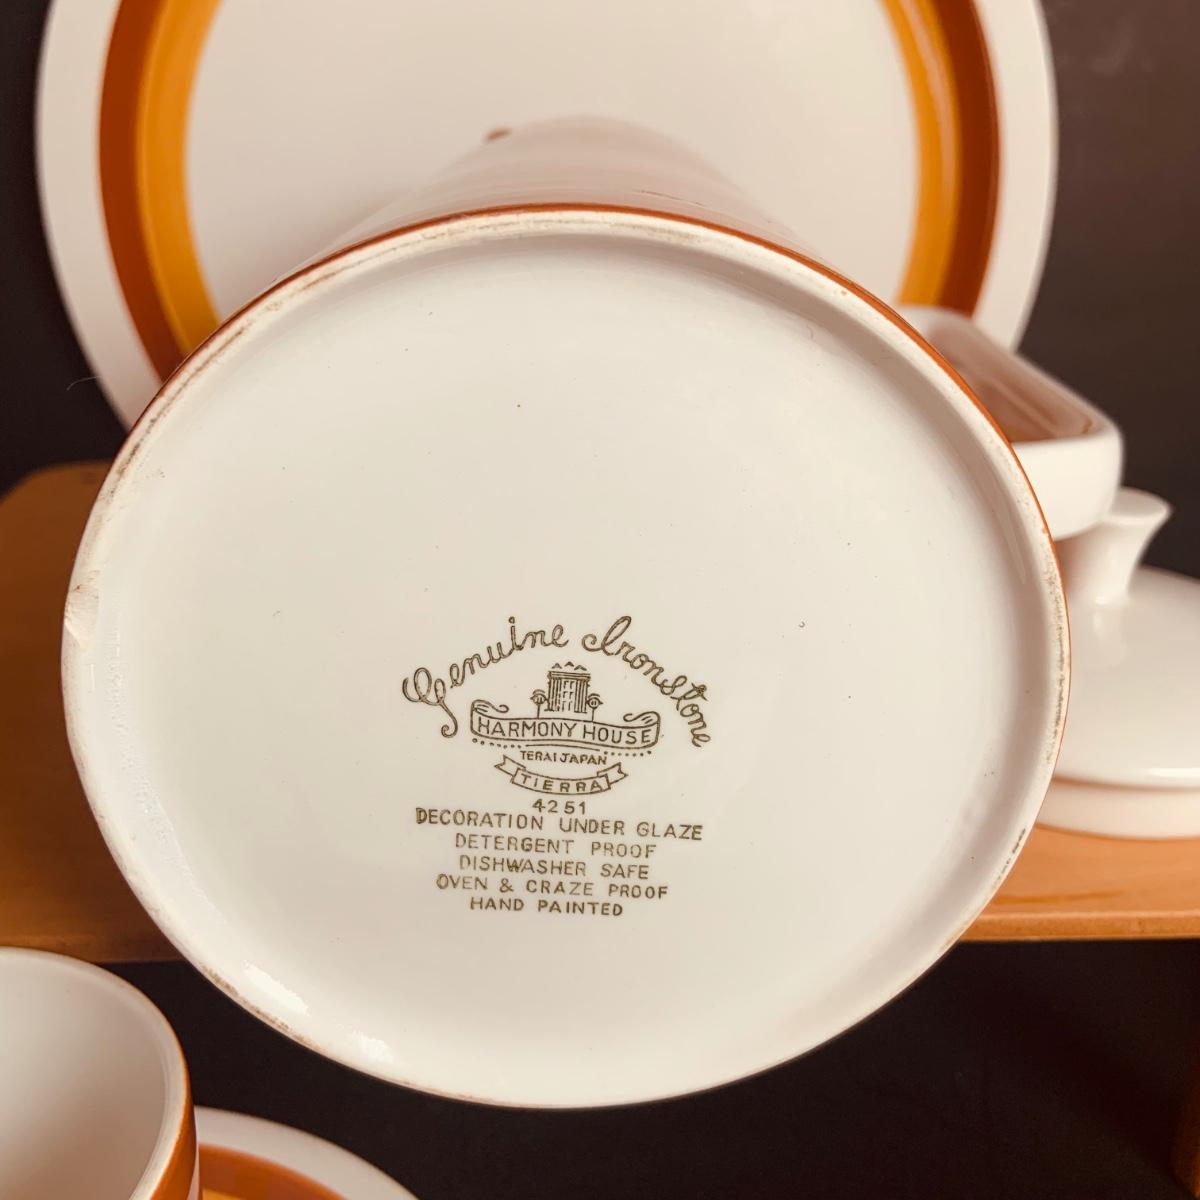 Genuine Ironstone
HARMONY HOUSE
TERAI JAPAN
TIERRA
4251
DECORATION UNDER GLAZE
DETERGENT PROOF
DISHWASHER SAFE
OVEN & CRAZE PROOF
HAND PAINTED